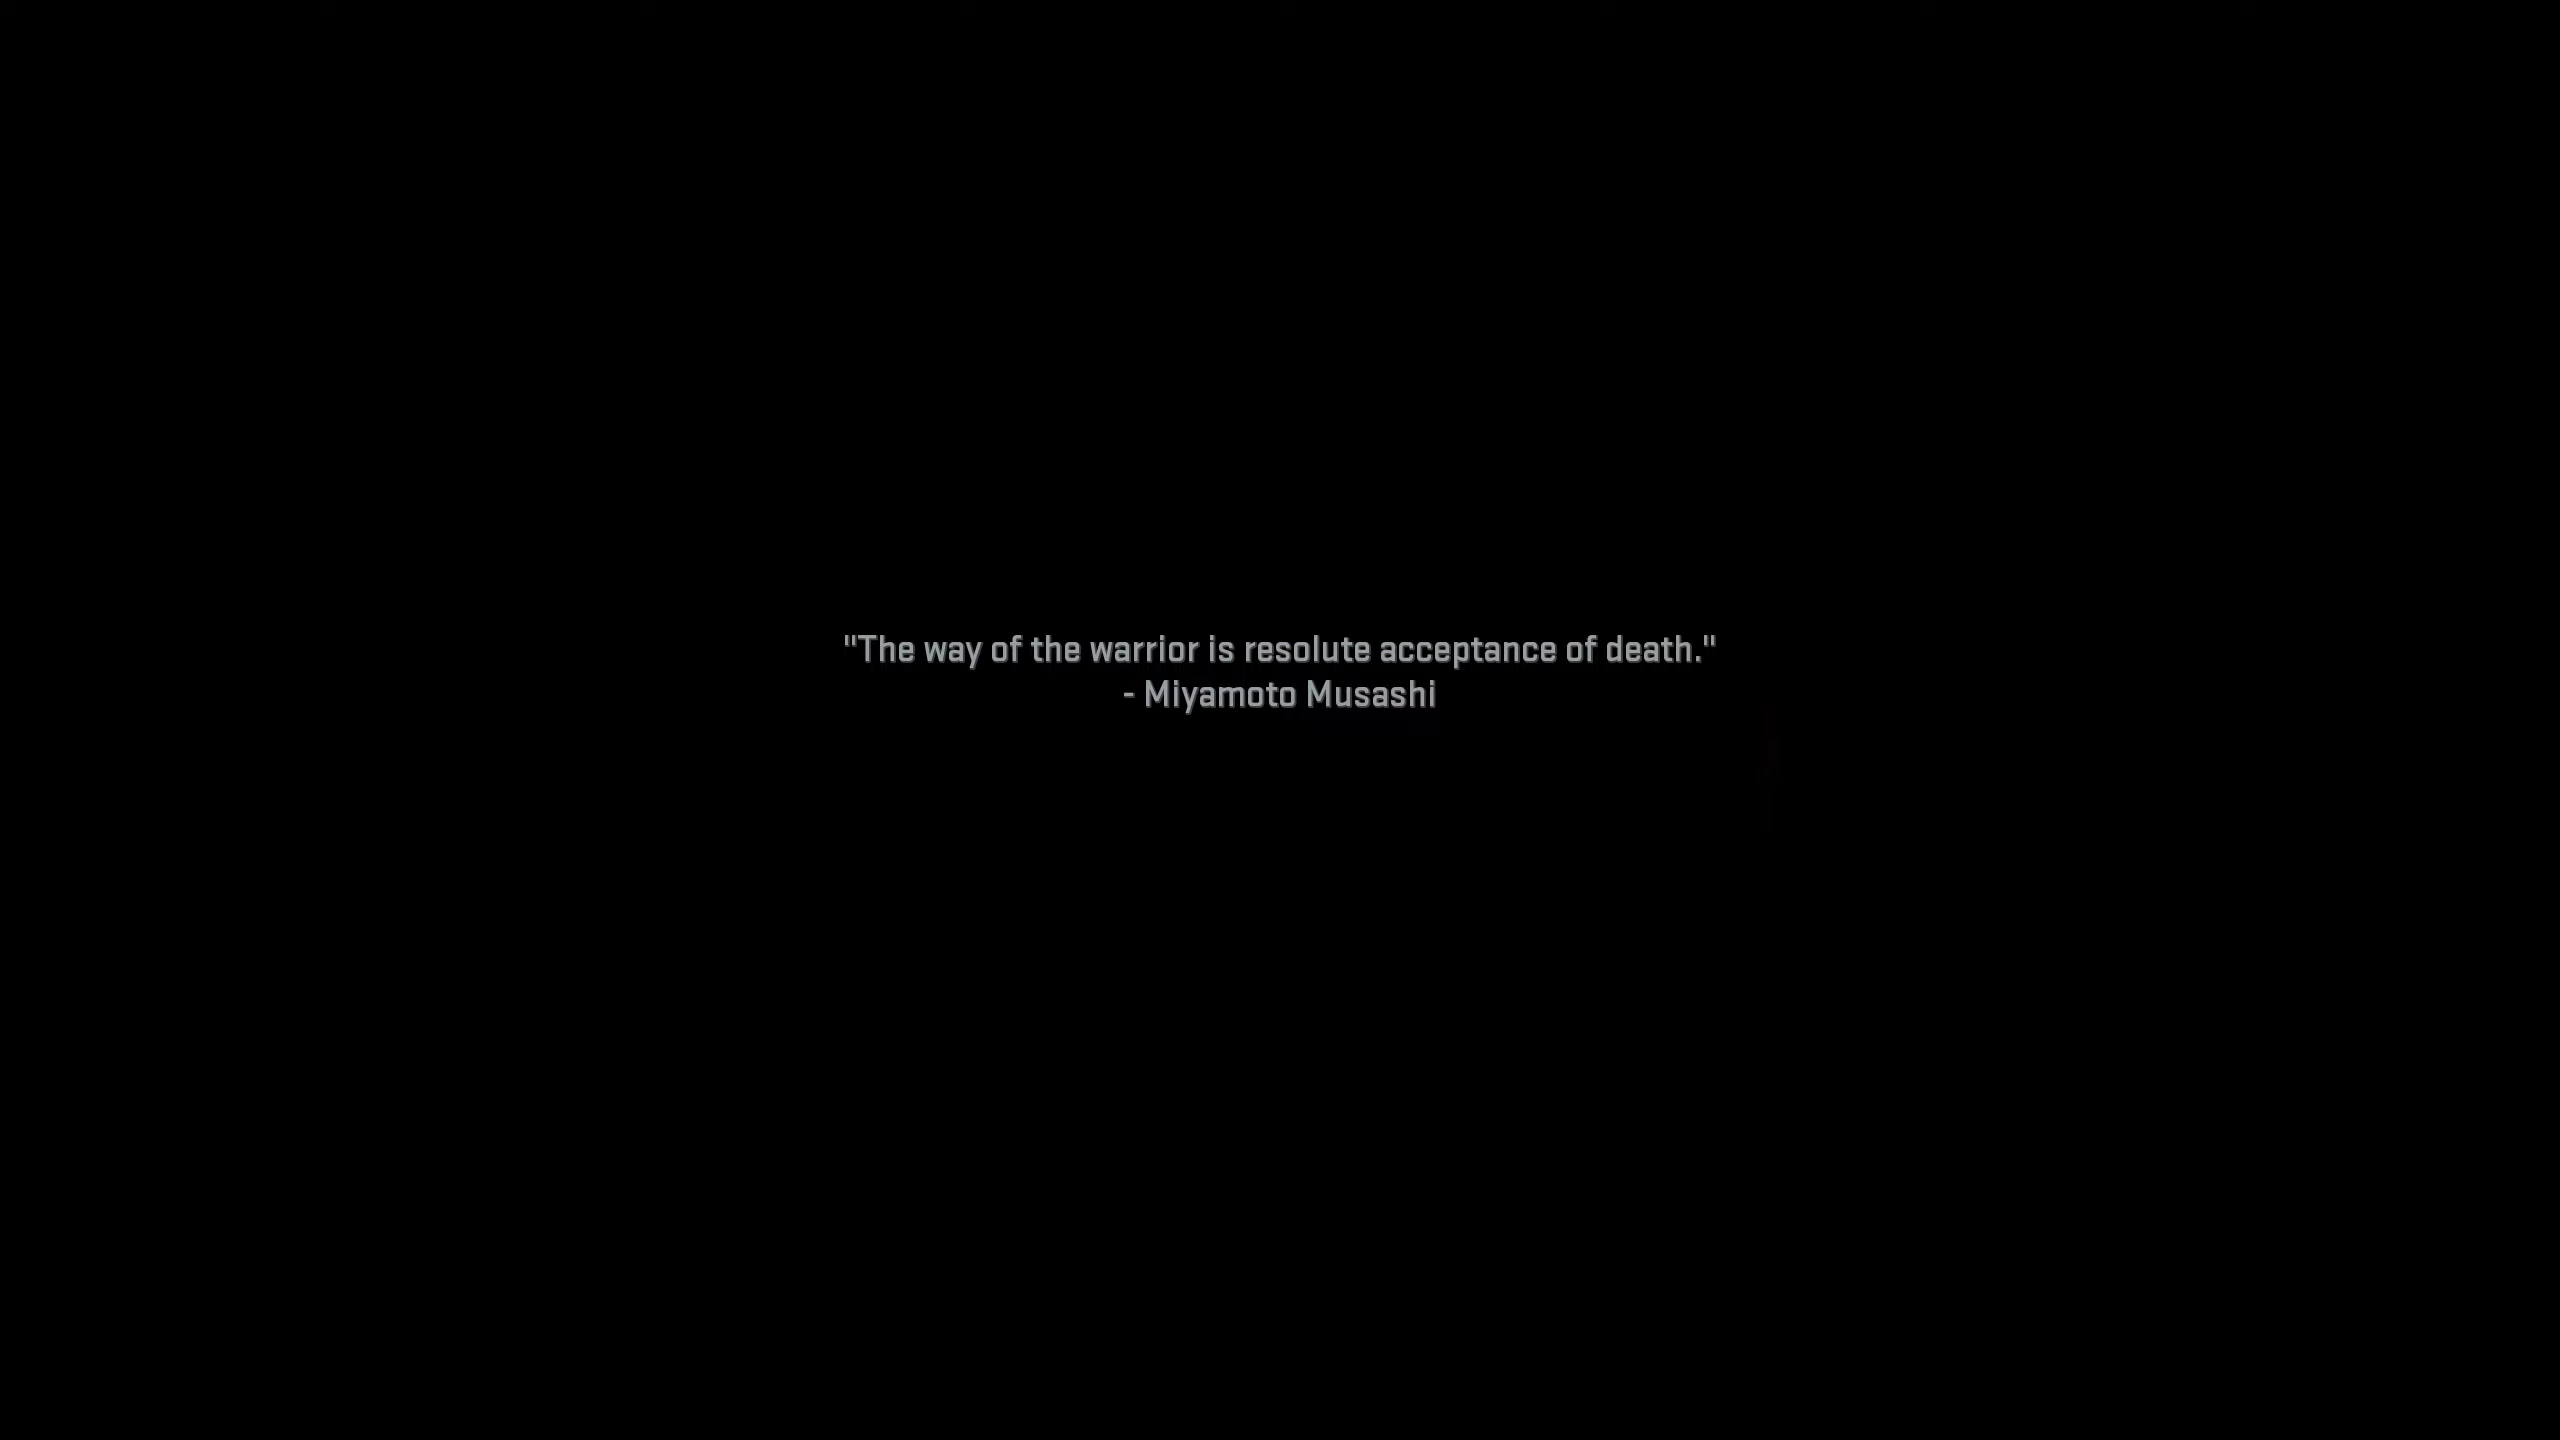 "The way of the warrior is resolute acceptance of death."
- Miyamoto Musashi